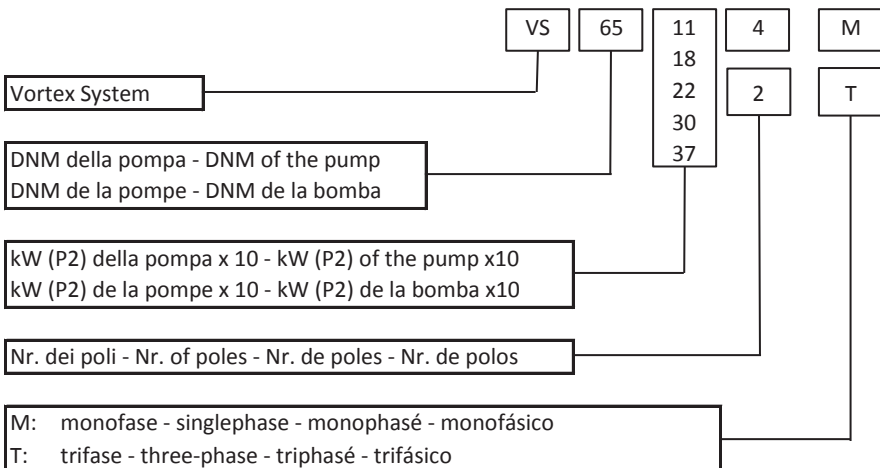 VS 65 11 4 M
18
Vortex System 22 2 T
30
DNM della pompa - DNM of the pump 37
DNM de la pompe - DNM de la bomba
kW (P2) della pompa x 10 - kW (P2) of the pump x10
kW (P2) de la pompe x 10 - kW (P2) de la bomba x10
Nr. dei poli - Nr. of poles - Nr. de poles - Nr. de polos
M: monofase - singlephase - monophasé - monofásico
T: trifase - three-phase - triphasé - trifásico